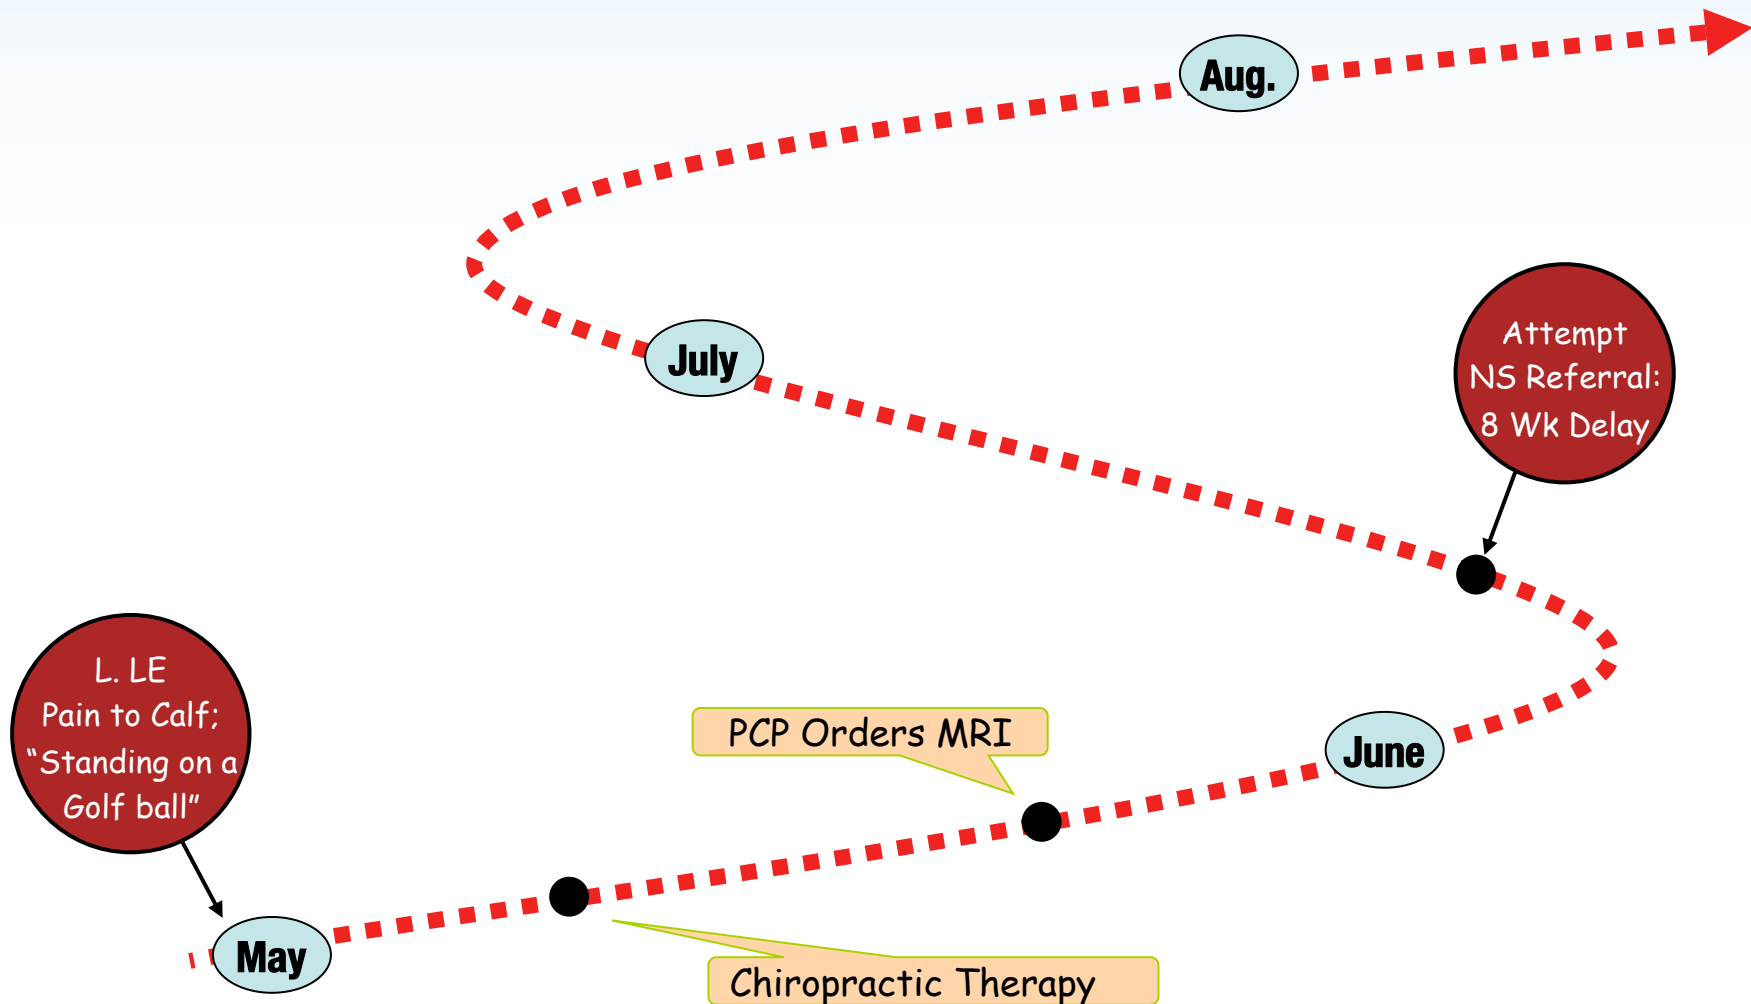 Aug.
July
Attempt
NS Referral:
8 Wk Delay
L. LE
Pain to Calf;
“Standing on a
Golf ball”
PCP Orders MRI
June
May
Chiropractic Therapy